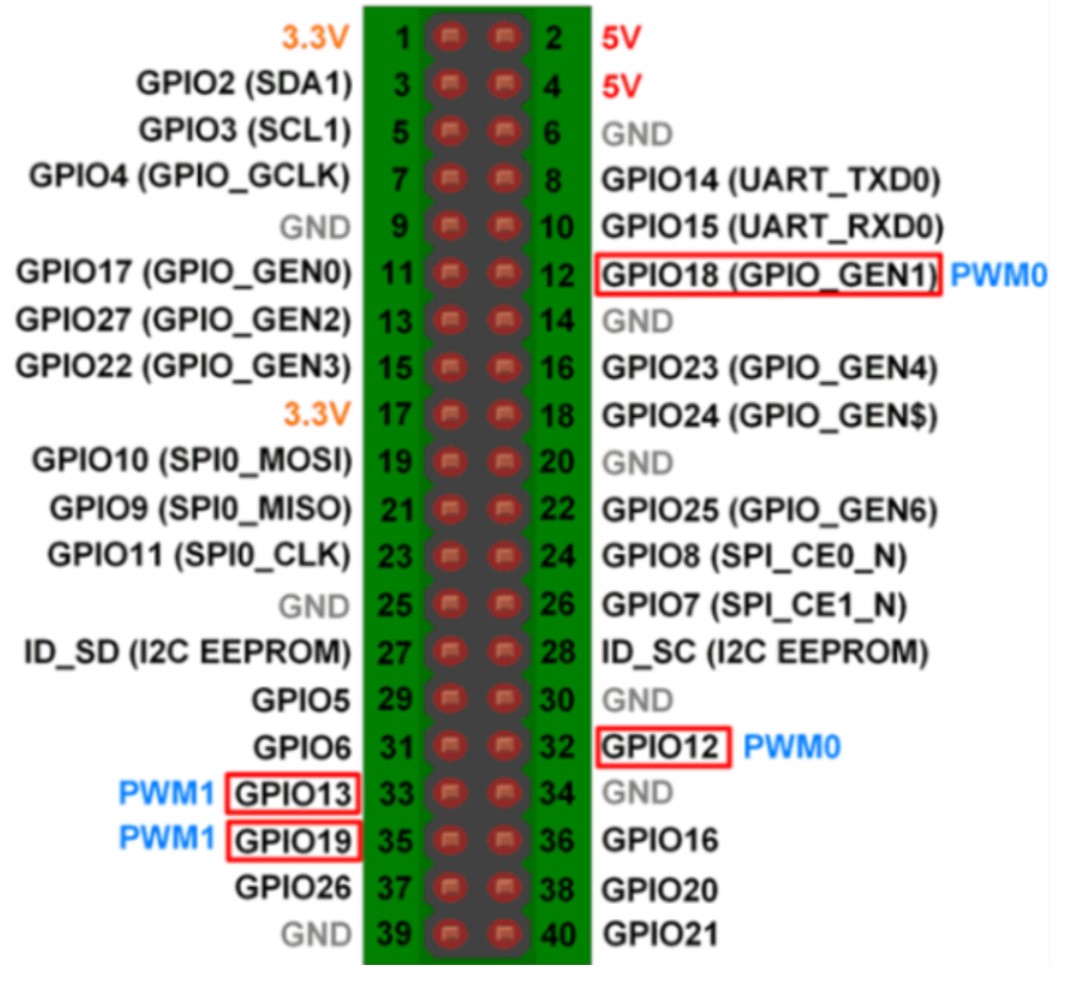 3.3V 1 2 5V
GPIO2 (SDA1) 3 4 5V
GPIO3 (SCL1) 5 6 GND
GPIO4 (GPIO_GCLK) 7 8 GPIO14 (UART_TXD0)
GND 9 10 GPIO15 (UART_RXD0)
GPIO17 (GPIO_GEN0) 11 12 GPIO18 (GPIO_GEN1) PWM0
GPIO27 (GPIO_GEN2) 13 14 GND
GPIO22 (GPIO_GEN3) 15 16 GPIO23 (GPIO_GEN4)
3.3V 17 18 GPIO24 (GPIO_GEN$)
GPIO10 (SPI0_MOSI) 19 20 GND
GPIO9 (SPI0_MISO) 21 22 GPIO25 (GPIO_GEN6)
GPIO11 (SPI0_CLK) 23 24 GPIO8 (SPI_CE0_N)
GND 25 26 GPIO7 (SPI_CE1_N)
ID_SD (I2C EEPROM) 27 28 ID_SC (I2C EEPROM)
GPIO5 29 30 GND
GPIO6 31 32 GPIO12 PWM0
PWM1 GPIO13 33 34 GND
PWM1 GPIO19 35 36 GPIO16
GPIO26 37 38 GPIO20
GND 39 40 GPIO21